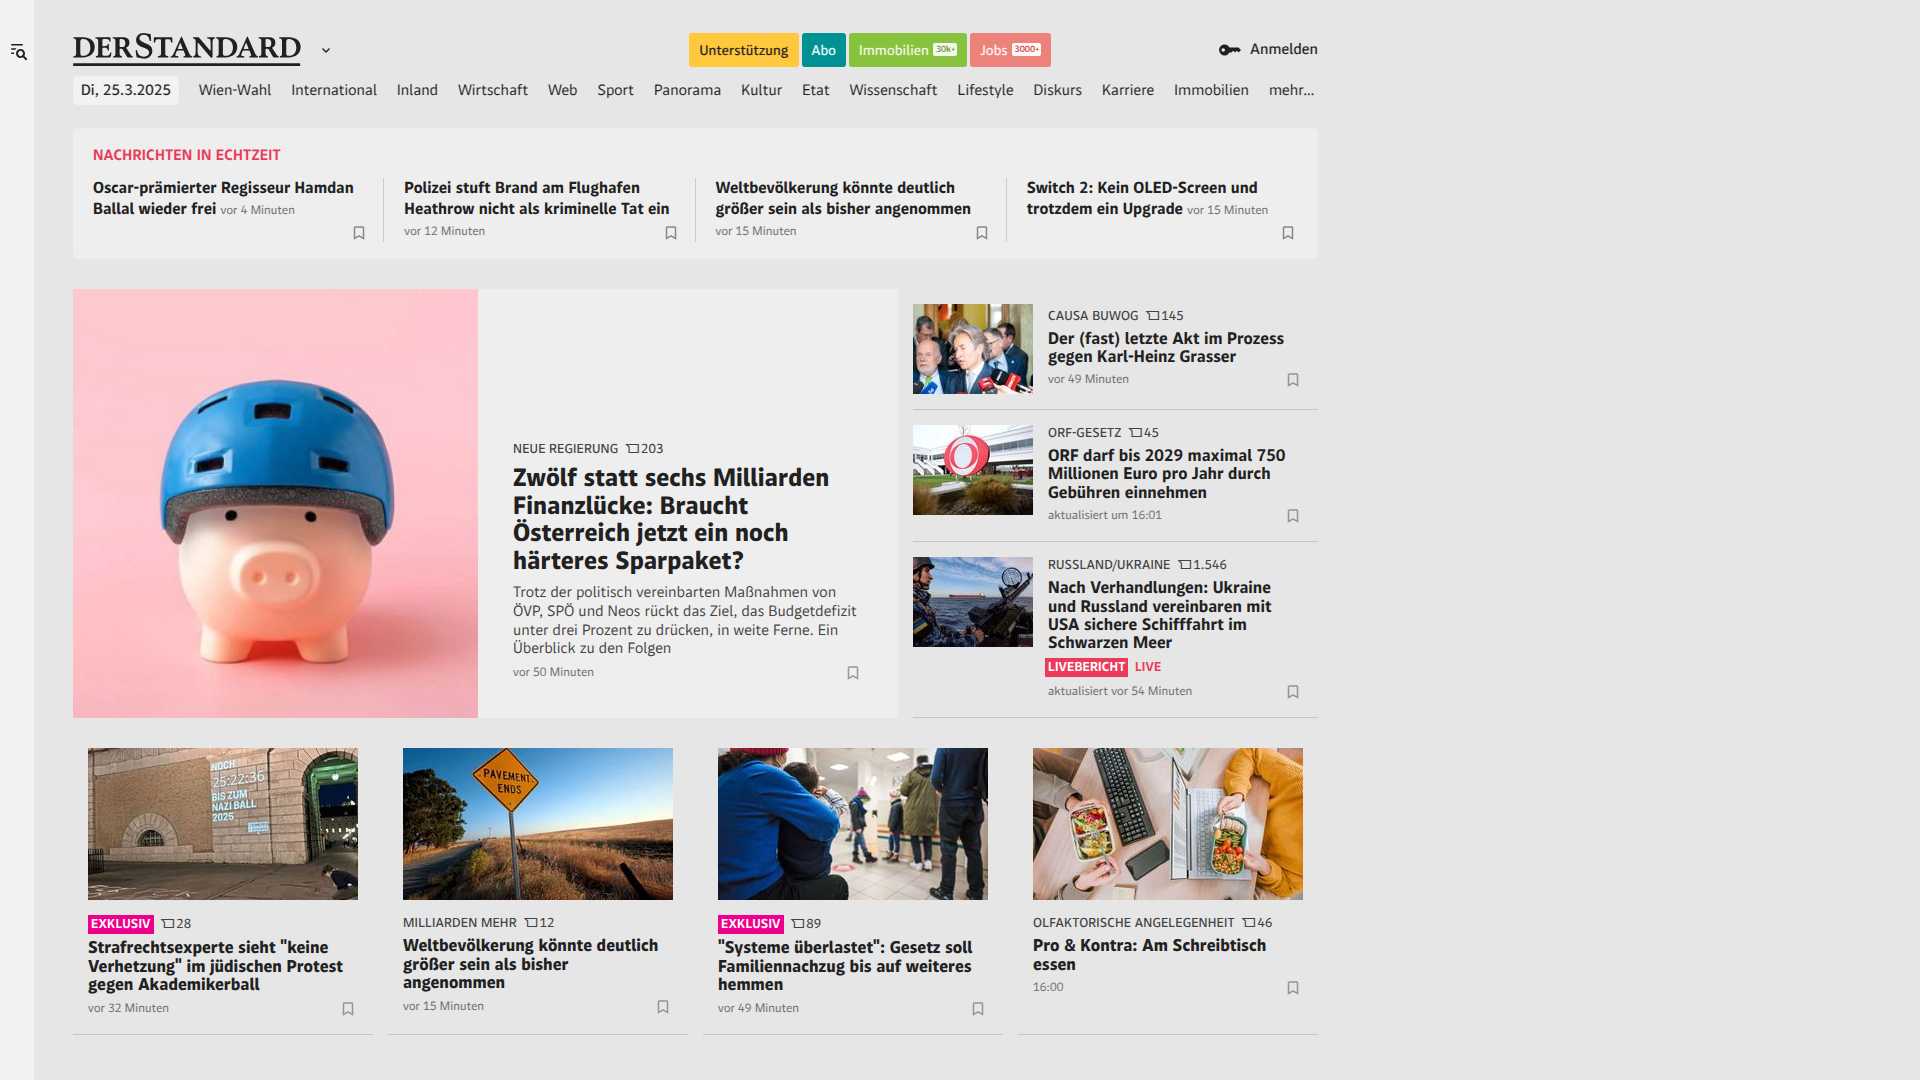 DERSTANDARD
Unterstützung
Abo
Immobilien 30k+
Jobs 3000+
Anmelden
Di, 25.3.2025
Wien-Wahl
International
Inland
Wirtschaft
Web
Sport
Panorama
Kultur
Etat
Wissenschaft
Lifestyle
Diskurs
Karriere
Immobilien
mehr...
NACHRICHTEN IN ECHTZEIT
Oscar-prämierter Regisseur Hamdan
Ballal wieder frei vor 4 Minuten
Polizei stuft Brand am Flughafen
Heathrow nicht als kriminelle Tat ein
vor 12 Minuten
Weltbevölkerung könnte deutlich
größer sein als bisher angenommen
vor 15 Minuten
Switch 2: Kein OLED-Screen und
trotzdem ein Upgrade vor 15 Minuten
NEUE REGIERUNG 203
Zwölf statt sechs Milliarden
Finanzlücke: Braucht
Österreich jetzt ein noch
härteres Sparpaket?
Trotz der politisch vereinbarten Maßnahmen von
ÖVP, SPÖ und Neos rückt das Ziel, das Budgetdefizit
unter drei Prozent zu drücken, in weite Ferne. Ein
Überblick zu den Folgen
vor 50 Minuten
CAUSA BUWOG 145
Der (fast) letzte Akt im Prozess
gegen Karl-Heinz Grasser
vor 49 Minuten
ORF-GESETZ 45
ORF darf bis 2029 maximal 750
Millionen Euro pro Jahr durch
Gebühren einnehmen
aktualisiert um 16:01
RUSSLAND/UKRAINE 1.546
Nach Verhandlungen: Ukraine
und Russland vereinbaren mit
USA sichere Schifffahrt im
Schwarzen Meer
LIVEBERICHT LIVE
aktualisiert vor 54 Minuten
NOCH
25:22:36
BIS ZUM
NAZI BALL
2025
EXKLUSIV 28
Strafrechtsexperte sieht "keine
Verhetzung" im jüdischen Protest
gegen Akademikerball
vor 32 Minuten
PAVEMENT
ENDS
MILLIARDEN MEHR 12
Weltbevölkerung könnte deutlich
größer sein als bisher
angenommen
vor 15 Minuten
EXKLUSIV 89
"Systeme überlastet": Gesetz soll
Familiennachzug bis auf weiteres
hemmen
vor 49 Minuten
OLFAKTORISCHE ANGELEGENHEIT 46
Pro & Kontra: Am Schreibtisch
essen
16:00